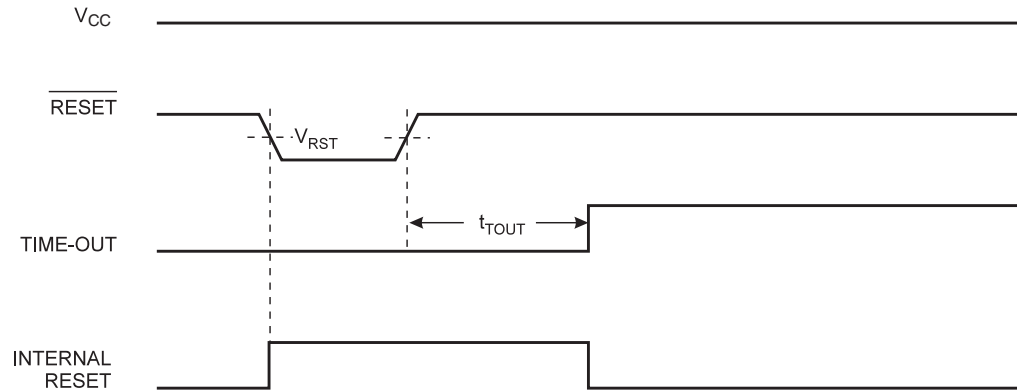 VCC
RESET
VRST
tTOUT
TIME-OUT
INTERNAL
RESET